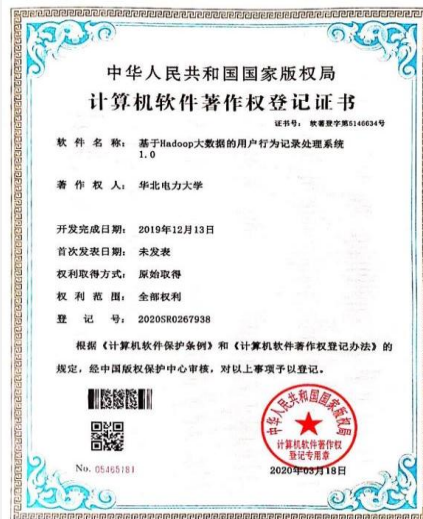 中华人民共和国国家版权局
计算机软件著作权登记证书
证书号： 软著登字第5146634号
软件名称： 基于Hadoop大数据的用户行为记录处理系统
1.0
著作权人： 华北电力大学
开发完成日期： 2019年12月13日
首次发表日期： 未发表
权利取得方式： 原始取得
权利范围： 全部权利
登记号： 2020SR0267938
根据《计算机软件保护条例》和《计算机软件著作权登记办法》的
规定，经中国版权保护中心审核，对以上事项予以登记。
中华人民共和国国家版权局
计算机软件著作权
登记专用章
No. 05465181
2020年03月18日